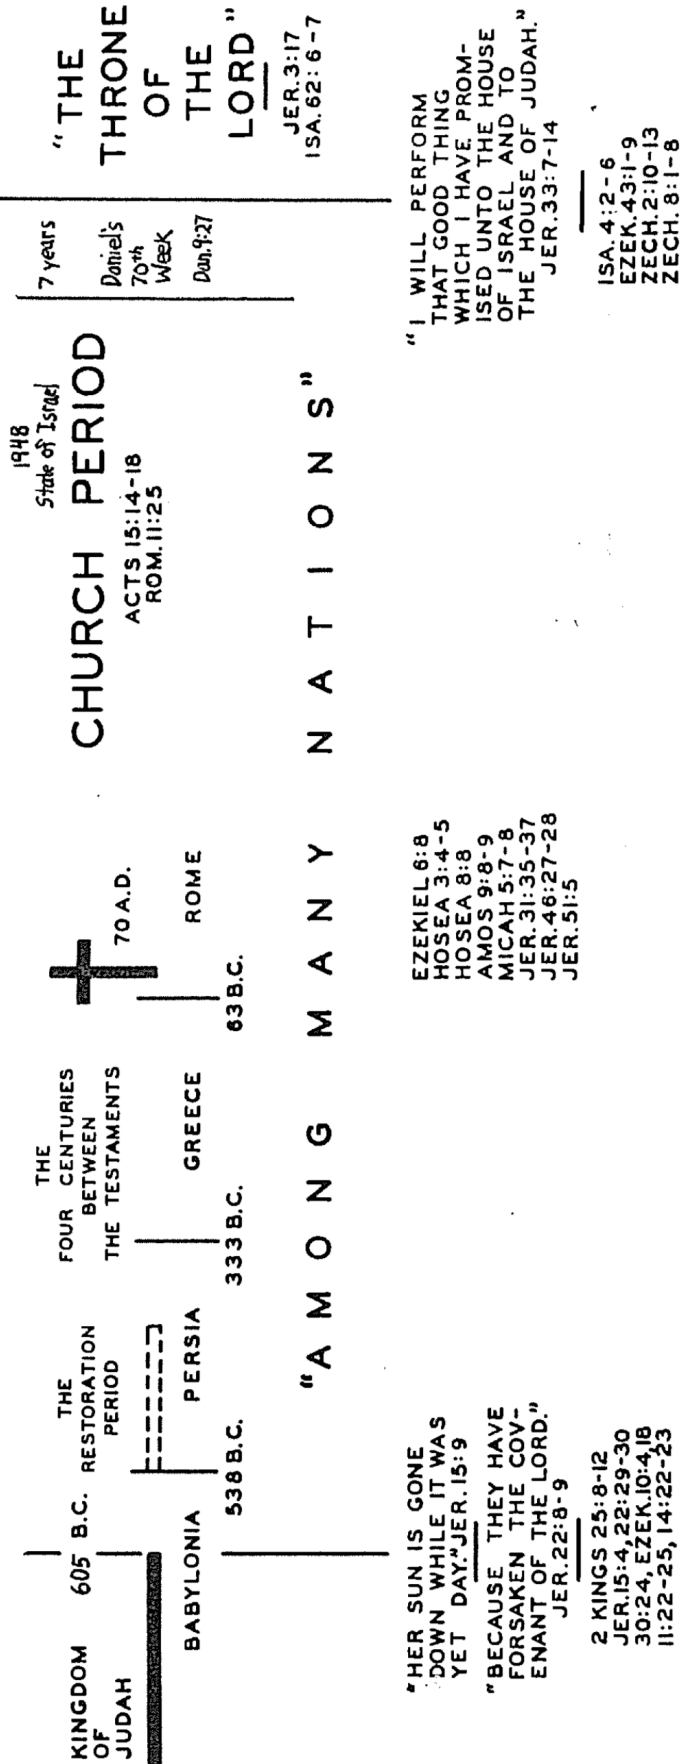 KINGDOM
OF
JUDAH
605 B.C.
THE
RESTORATION
PERIOD
THE
FOUR CENTURIES
BETWEEN
THE TESTAMENTS
70 A.D.
1948
State of Israel
CHURCH PERIOD
ACTS 15:14-18
ROM. 11:25
7 years
Daniel's
70th
Week
Dan. 9:27
"THE
THRONE
OF
THE
LORD"
JER. 3:17
ISA. 62:6-7
BABYLONIA
538 B.C.
PERSIA
333 B.C.
GREECE
63 B.C.
ROME
"AMONG MANY NATIONS"
"HER SUN IS GONE
DOWN WHILE IT WAS
YET DAY." JER. 15:9
"BECAUSE THEY HAVE
FORSAKEN THE COV-
ENANT OF THE LORD."
JER. 22:8-9
2 KINGS 25:8-12
JER. 15:4, 22:29-30
30:24, EZEK. 10:4,18
11:22-25, 14:22-23
EZEKIEL 6:8
HOSEA 3:4-5
HOSEA 8:8
AMOS 9:8-9
MICAH 5:7-8
JER. 31:35-37
JER. 46:27-28
JER. 51:5
"I WILL PERFORM
THAT GOOD THING
WHICH I HAVE PROM-
ISED UNTO THE HOUSE
OF ISRAEL AND TO
THE HOUSE OF JUDAH."
JER. 33:7-14
ISA. 4:2-6
EZEK. 43:1-9
ZECH. 2:10-13
ZECH. 8:1-8